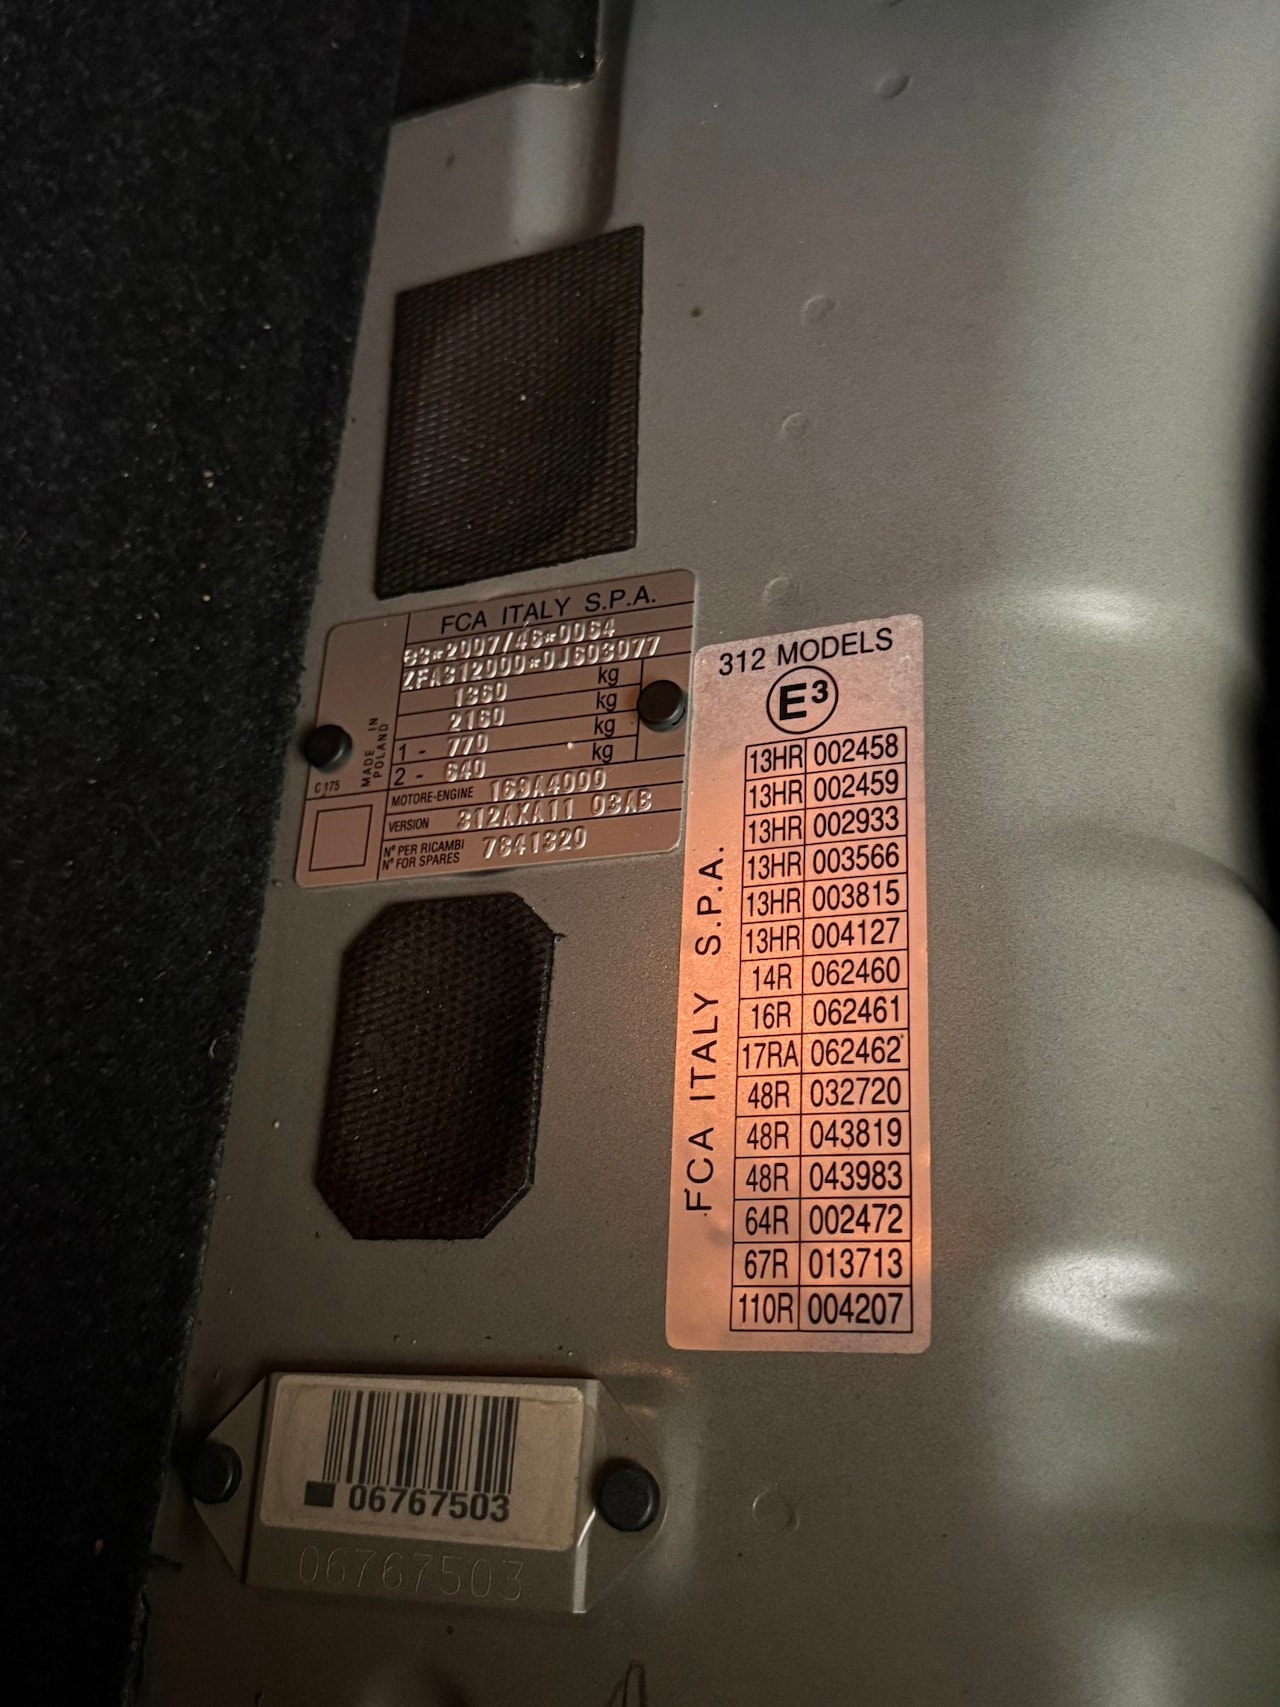 FCA ITALY S.P.A.
e3*2007/46*0064
ZFA312000*0J603077
1360 kg
2160 kg
1 - 770 kg
2 - 640 kg
MADE IN
POLAND
C 175
MOTORE-ENGINE 169A4000
VERSION 312AXA11 03AB
N° PER RICAMBI
N° FOR SPARES 7841320
312 MODELS
E3
FCA ITALY S.P.A.
13HR 002458
13HR 002459
13HR 002933
13HR 003566
13HR 003815
13HR 004127
14R 062460
16R 062461
17RA 062462
48R 032720
48R 043819
48R 043983
64R 002472
67R 013713
110R 004207
06767503
06767503